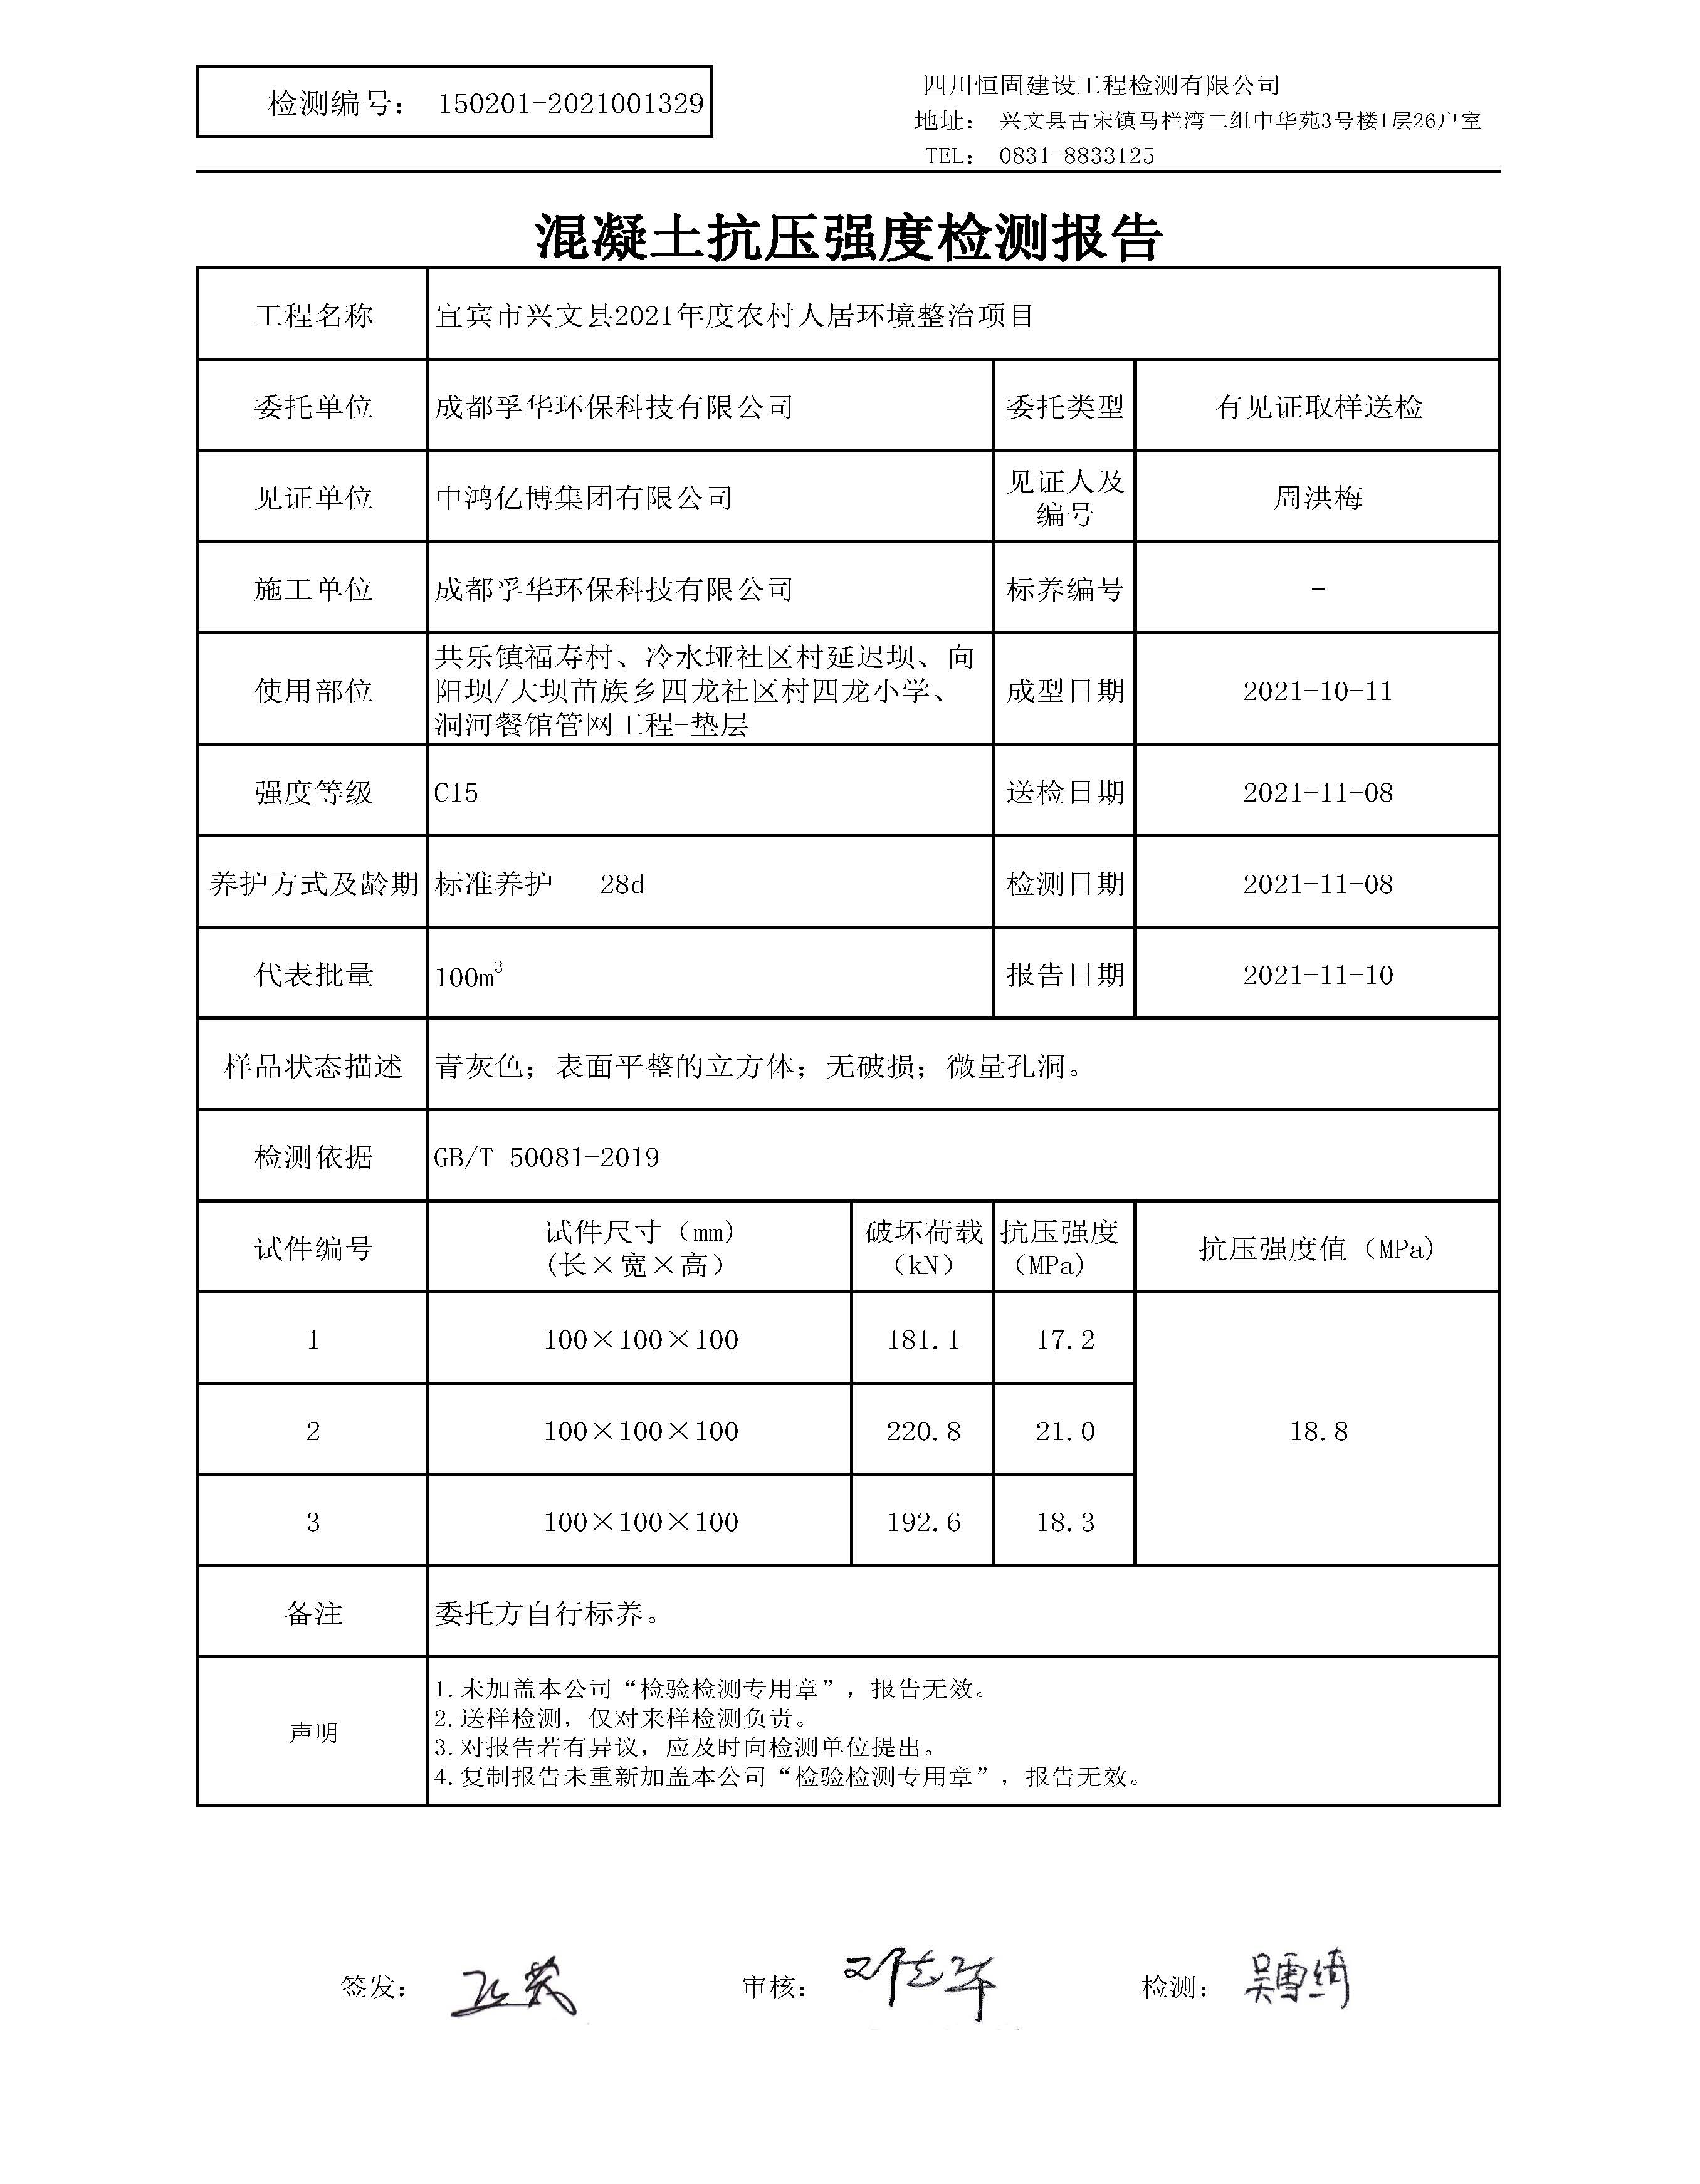 检测编号： 150201-2021001329
四川恒固建设工程检测有限公司
地址： 兴文县古宋镇马栏湾二组中华苑3号楼1层26户室
TEL： 0831-8833125
混凝土抗压强度检测报告
工程名称 宜宾市兴文县2021年度农村人居环境整治项目
委托单位 成都孚华环保科技有限公司 委托类型 有见证取样送检
见证单位 中鸿亿博集团有限公司 见证人及
编号 周洪梅
施工单位 成都孚华环保科技有限公司 标养编号 -
使用部位 共乐镇福寿村、冷水垭社区村延迟坝、向
阳坝/大坝苗族乡四龙社区村四龙小学、
洞河餐馆管网工程-垫层 成型日期 2021-10-11
强度等级 C15 送检日期 2021-11-08
养护方式及龄期 标准养护 28d 检测日期 2021-11-08
代表批量 100m³ 报告日期 2021-11-10
样品状态描述 青灰色；表面平整的立方体；无破损；微量孔洞。
检测依据 GB/T 50081-2019
试件编号 试件尺寸（mm)
(长×宽×高） 破坏荷载
（kN） 抗压强度
（MPa) 抗压强度值（MPa)
1 100×100×100 181.1 17.2
2 100×100×100 220.8 21.0 18.8
3 100×100×100 192.6 18.3
备注 委托方自行标养。
声明 1.未加盖本公司“检验检测专用章”，报告无效。
2.送样检测，仅对来样检测负责。
3.对报告若有异议，应及时向检测单位提出。
4.复制报告未重新加盖本公司“检验检测专用章”，报告无效。
签发： 审核： 检测： 吴雪绮